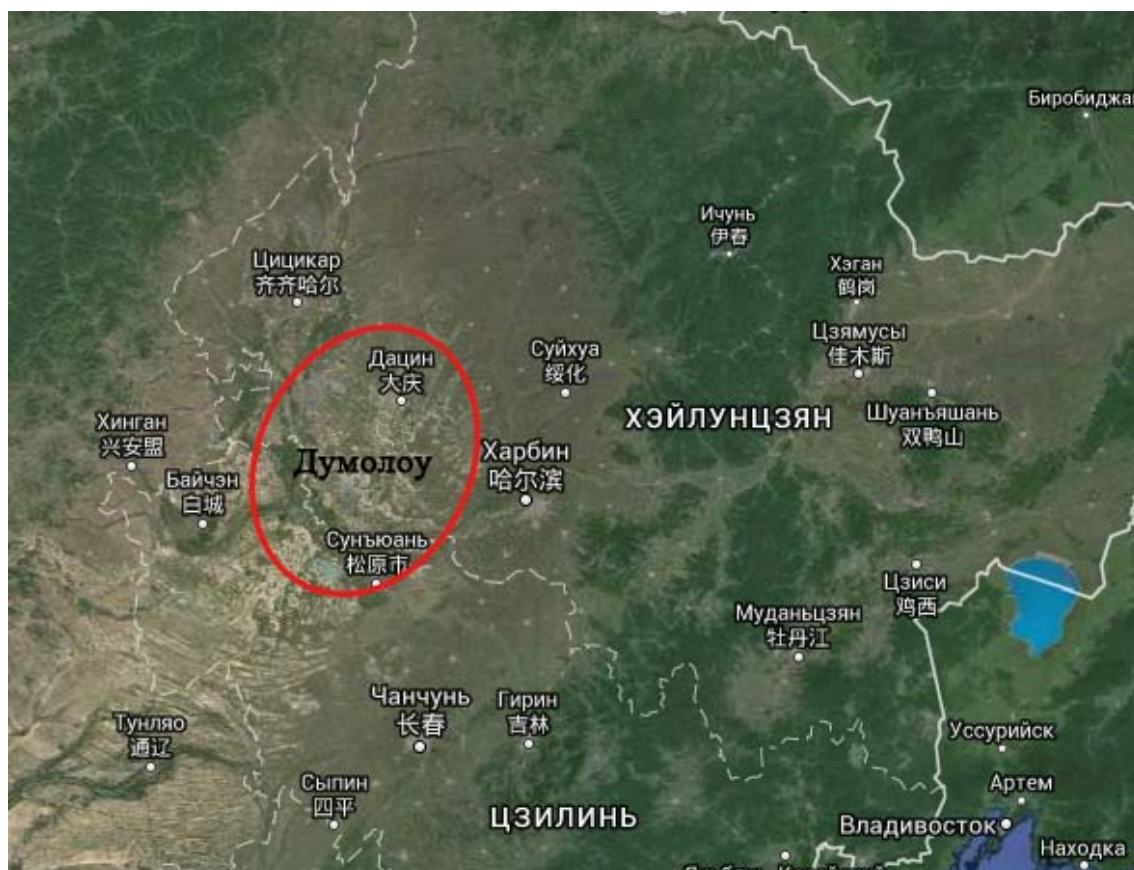 Биробиджан
Ичунь
伊春
Хэган
鹤岗
Цицикар
齐齐哈尔
Цзямусы
佳木斯
Дацин
大庆
Суйхуа
绥化
ХЭЙЛУНЦЗЯН
Шуанъяшань
双鸭山
Хинган
兴安盟
Думолоу
Харбин
哈尔滨
Байчэн
白城
Сунъюань
松原市
Цзиси
鸡西
Муданьцзян
牡丹江
Чанчунь
长春
Гирин
吉林
Тунляо
通辽
Уссурийск
Сыпин
四平
Артем
ЦЗИЛИНЬ
Владивосток
Находка